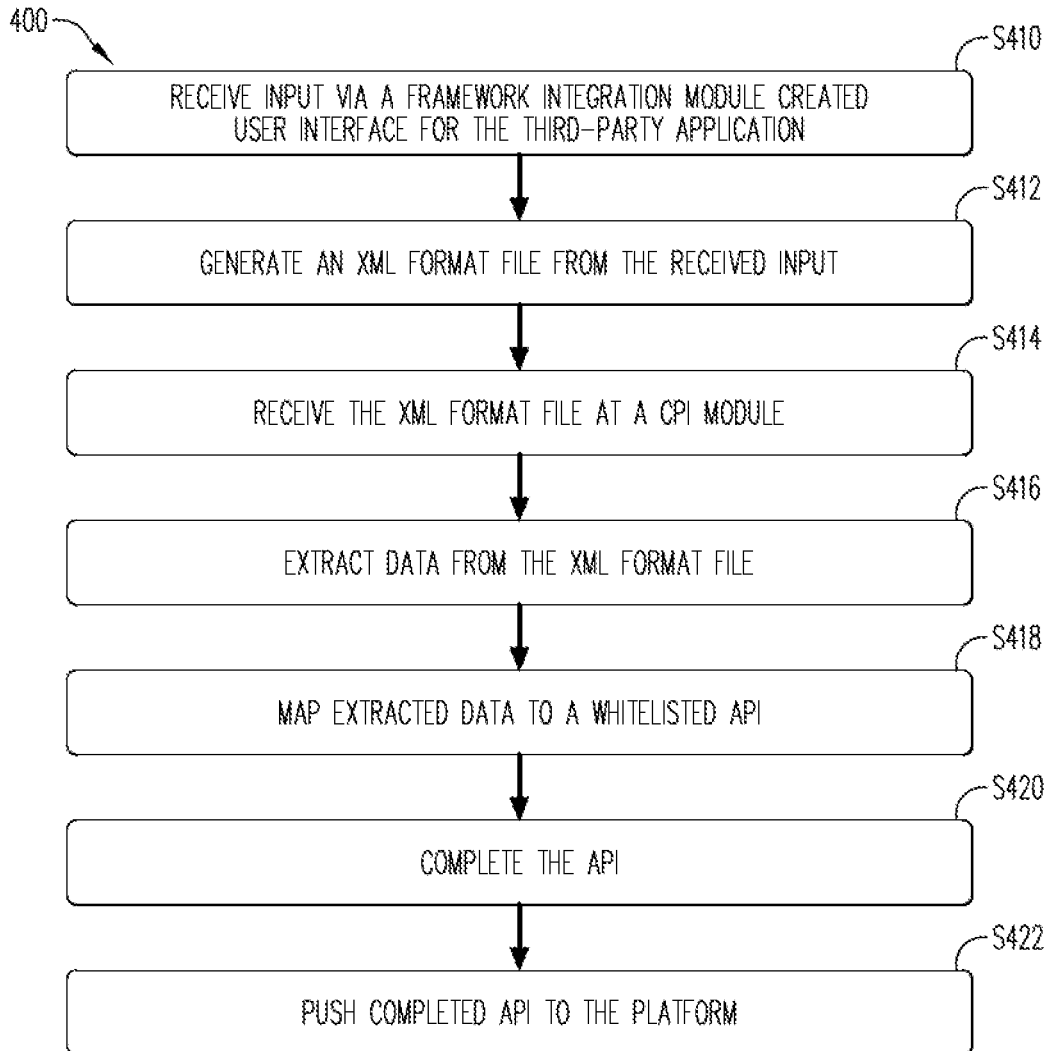 400
S410
RECEIVE INPUT VIA A FRAMEWORK INTEGRATION MODULE CREATED
USER INTERFACE FOR THE THIRD-PARTY APPLICATION
S412
GENERATE AN XML FORMAT FILE FROM THE RECEIVED INPUT
S414
RECEIVE THE XML FORMAT FILE AT A CPI MODULE
S416
EXTRACT DATA FROM THE XML FORMAT FILE
S418
MAP EXTRACTED DATA TO A WHITELISTED API
S420
COMPLETE THE API
S422
PUSH COMPLETED API TO THE PLATFORM